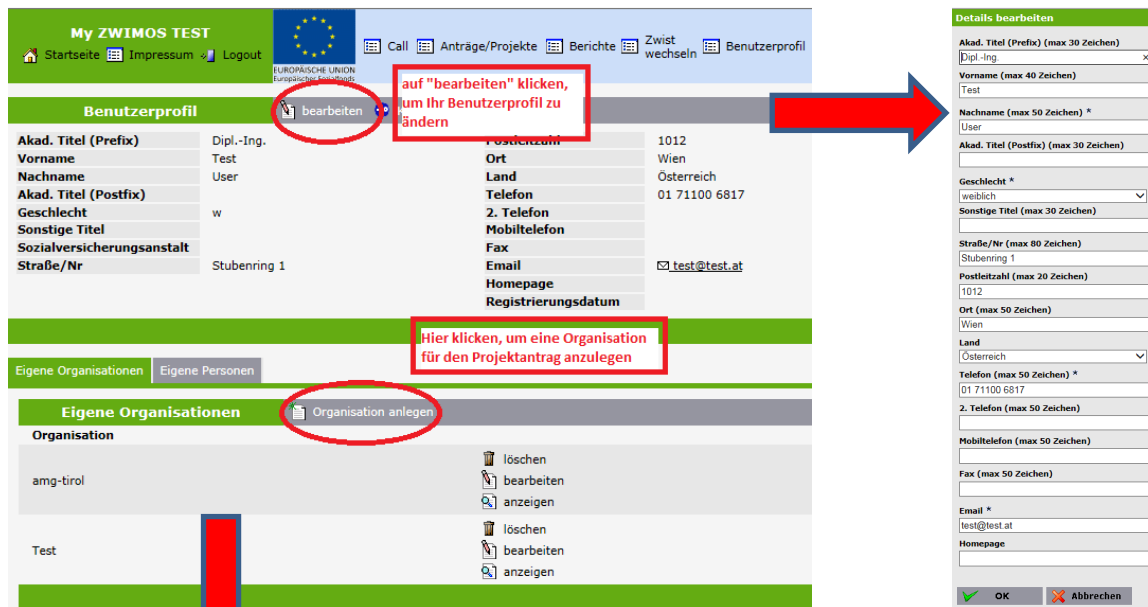 My ZWIMOS TEST
Startseite Impressum Logout
EUROPÄISCHE UNION
Europäischer Sozialfonds
Call Anträge/Projekte Berichte Zwist wechseln Benutzerprofil
auf "bearbeiten" klicken,
um Ihr Benutzerprofil zu
ändern
Benutzerprofil bearbeiten
Akad. Titel (Prefix) Dipl.-Ing. Postleitzahl 1012
Vorname Test Ort Wien
Nachname User Land Österreich
Akad. Titel (Postfix) Telefon 01 71100 6817
Geschlecht w 2. Telefon
Sonstige Titel Mobiltelefon
Sozialversicherungsanstalt Fax
Straße/Nr Stubenring 1 Email test@test.at
Homepage
Registrierungsdatum
Hier klicken, um eine Organisation
für den Projektantrag anzulegen
Eigene Organisationen Eigene Personen
Eigene Organisationen Organisation anlegen
Organisation
löschen
amg-tirol bearbeiten
anzeigen
löschen
Test bearbeiten
anzeigen
Details bearbeiten
Akad. Titel (Prefix) (max 30 Zeichen)
Dipl.-Ing. ×
Vorname (max 40 Zeichen)
Test
Nachname (max 50 Zeichen) *
User
Akad. Titel (Postfix) (max 30 Zeichen)
Geschlecht *
weiblich
Sonstige Titel (max 30 Zeichen)
Straße/Nr (max 80 Zeichen)
Stubenring 1
Postleitzahl (max 20 Zeichen)
1012
Ort (max 50 Zeichen)
Wien
Land
Österreich
Telefon (max 50 Zeichen) *
01 71100 6817
2. Telefon (max 50 Zeichen)
Mobiltelefon (max 50 Zeichen)
Fax (max 50 Zeichen)
Email *
test@test.at
Homepage
OK Abbrechen